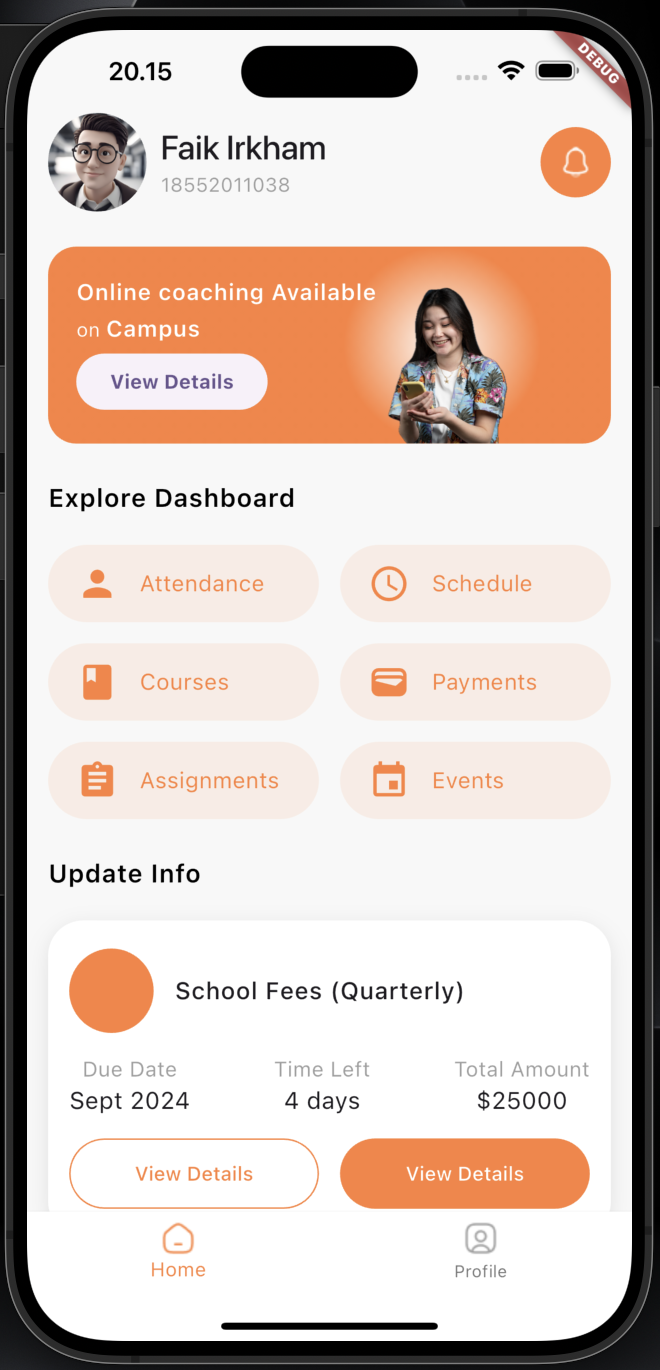 20.15
DEBUG
Faik Irkham
18552011038
Online coaching Available
on Campus
View Details
Explore Dashboard
Attendance
Schedule
Courses
Payments
Assignments
Events
Update Info
School Fees (Quarterly)
Due Date
Time Left
Total Amount
Sept 2024
4 days
$25000
View Details
View Details
Home
Profile